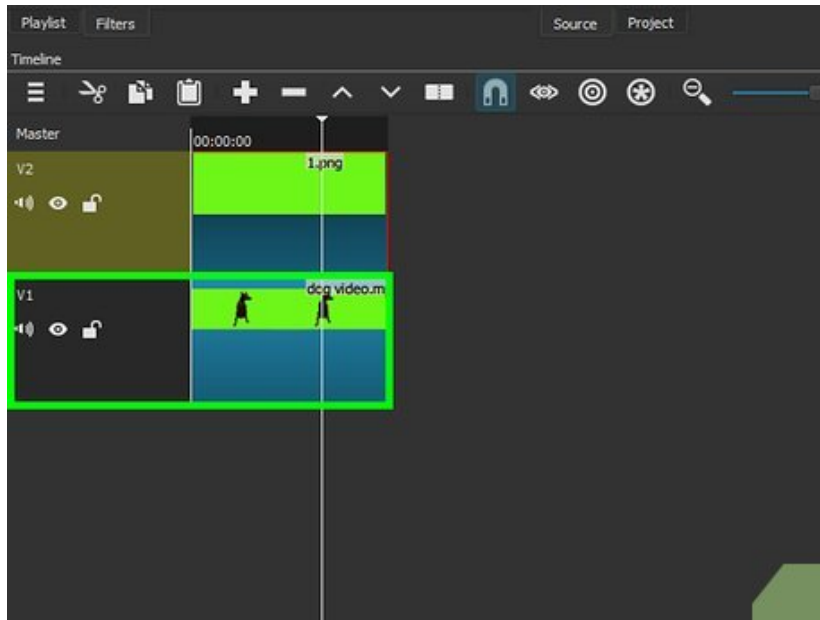 Playlist Filters Source Project
Timeline
Master 00:00:00
V2 1.png
V1 dog video.m